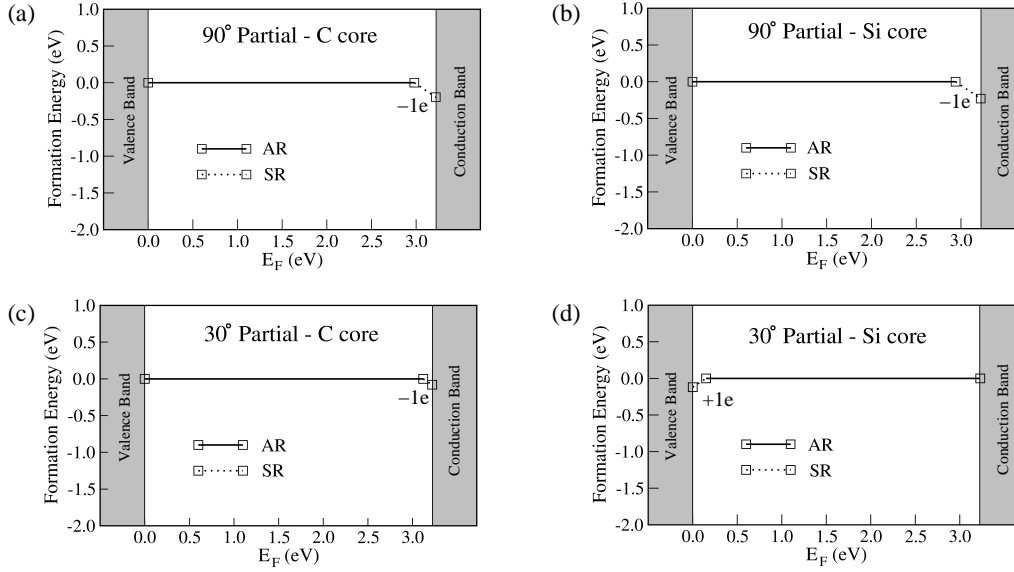 (a)
90° Partial - C core
Formation Energy (eV)
1.0
0.5
0.0
-0.5
-1.0
-1.5
-2.0
Valence Band
Conduction Band
−1e
AR
SR
0.0 0.5 1.0 1.5 2.0 2.5 3.0
E_F (eV)
(b)
90° Partial - Si core
Formation Energy (eV)
1.0
0.5
0.0
-0.5
-1.0
-1.5
-2.0
Valence Band
Conduction Band
−1e
AR
SR
0.0 0.5 1.0 1.5 2.0 2.5 3.0
E_F (eV)
(c)
30° Partial - C core
Formation Energy (eV)
1.0
0.5
0.0
-0.5
-1.0
-1.5
-2.0
Valence Band
Conduction Band
−1e
AR
SR
0.0 0.5 1.0 1.5 2.0 2.5 3.0
E_F (eV)
(d)
30° Partial - Si core
Formation Energy (eV)
1.0
0.5
0.0
-0.5
-1.0
-1.5
-2.0
Valence Band
Conduction Band
+1e
AR
SR
0.0 0.5 1.0 1.5 2.0 2.5 3.0
E_F (eV)